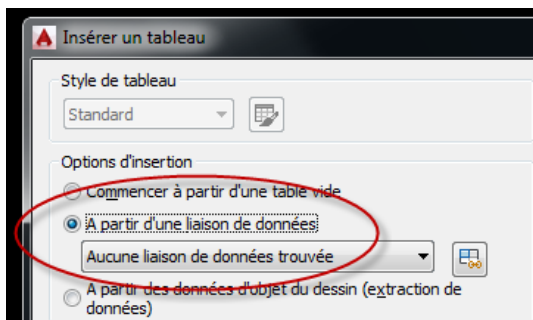 Insérer un tableau
Style de tableau
Standard
Options d'insertion
Commencer à partir d'une table vide
A partir d'une liaison de données
Aucune liaison de données trouvée
A partir des données d'objet du dessin (extraction de
données)